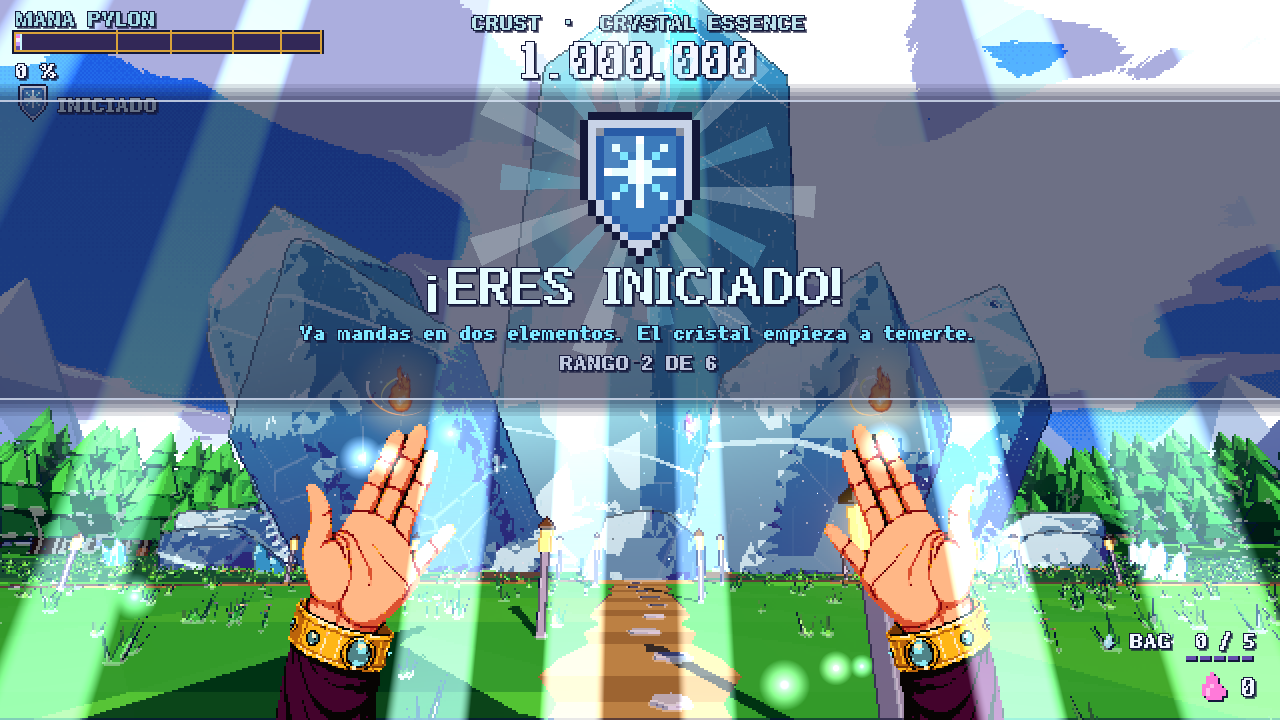 MANA PYLON
CRUST · CRYSTAL ESSENCE
1.000.000
0 %
INICIADO
¡ERES INICIADO!
Ya mandas en dos elementos. El cristal empieza a temerte.
RANGO 2 DE 6
BAG 0 / 5
0